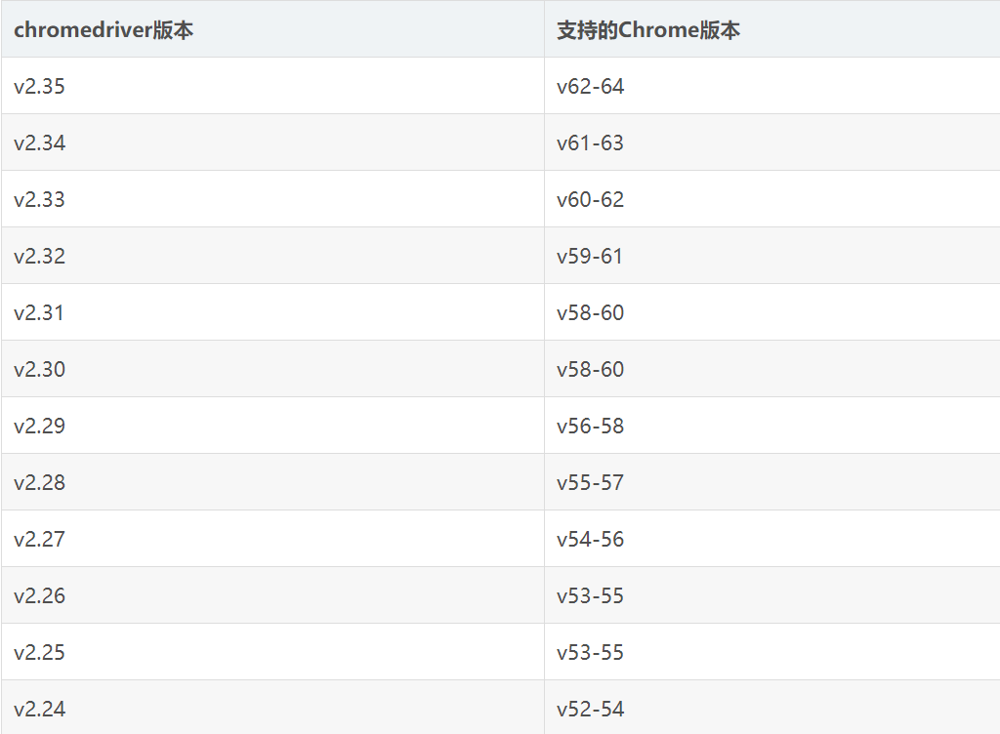 chromedriver版本 支持的Chrome版本
v2.35 v62-64
v2.34 v61-63
v2.33 v60-62
v2.32 v59-61
v2.31 v58-60
v2.30 v58-60
v2.29 v56-58
v2.28 v55-57
v2.27 v54-56
v2.26 v53-55
v2.25 v53-55
v2.24 v52-54